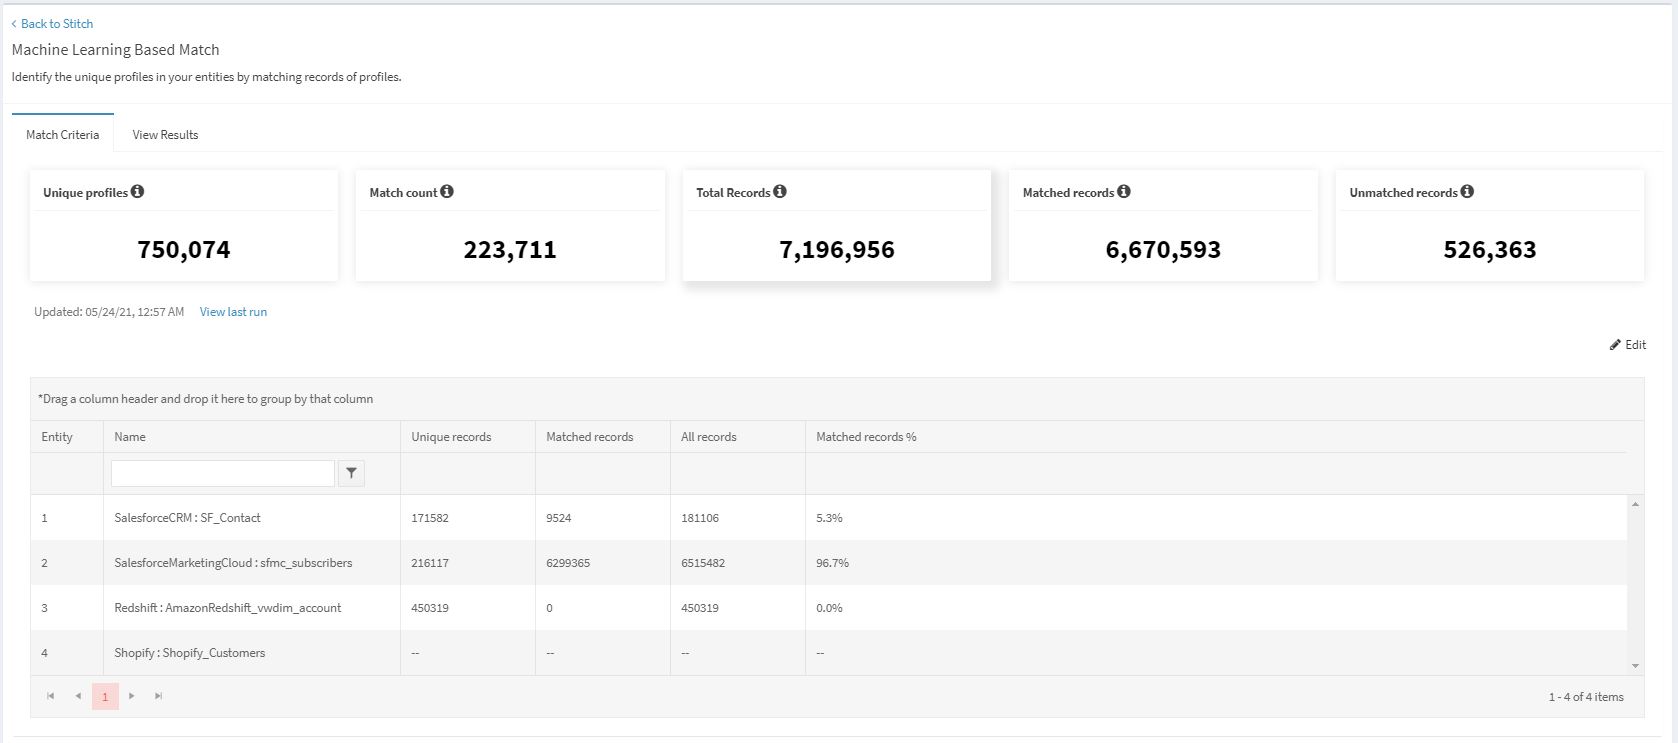 Back to Stitch
Machine Learning Based Match
Identify the unique profiles in your entities by matching records of profiles.
Match Criteria View Results
Unique profiles Match count Total Records Matched records Unmatched records
750,074 223,711 7,196,956 6,670,593 526,363
Updated: 05/24/21, 12:57 AM View last run
Edit
*Drag a column header and drop it here to group by that column
Entity Name Unique records Matched records All records Matched records %
1 SalesforceCRM : SF_Contact 171582 9524 181106 5.3%
2 SalesforceMarketingCloud : sfmc_subscribers 216117 6299365 6515482 96.7%
3 Redshift : AmazonRedshift_vwdim_account 450319 0 450319 0.0%
4 Shopify : Shopify_Customers -- -- -- --
1 1 - 4 of 4 items